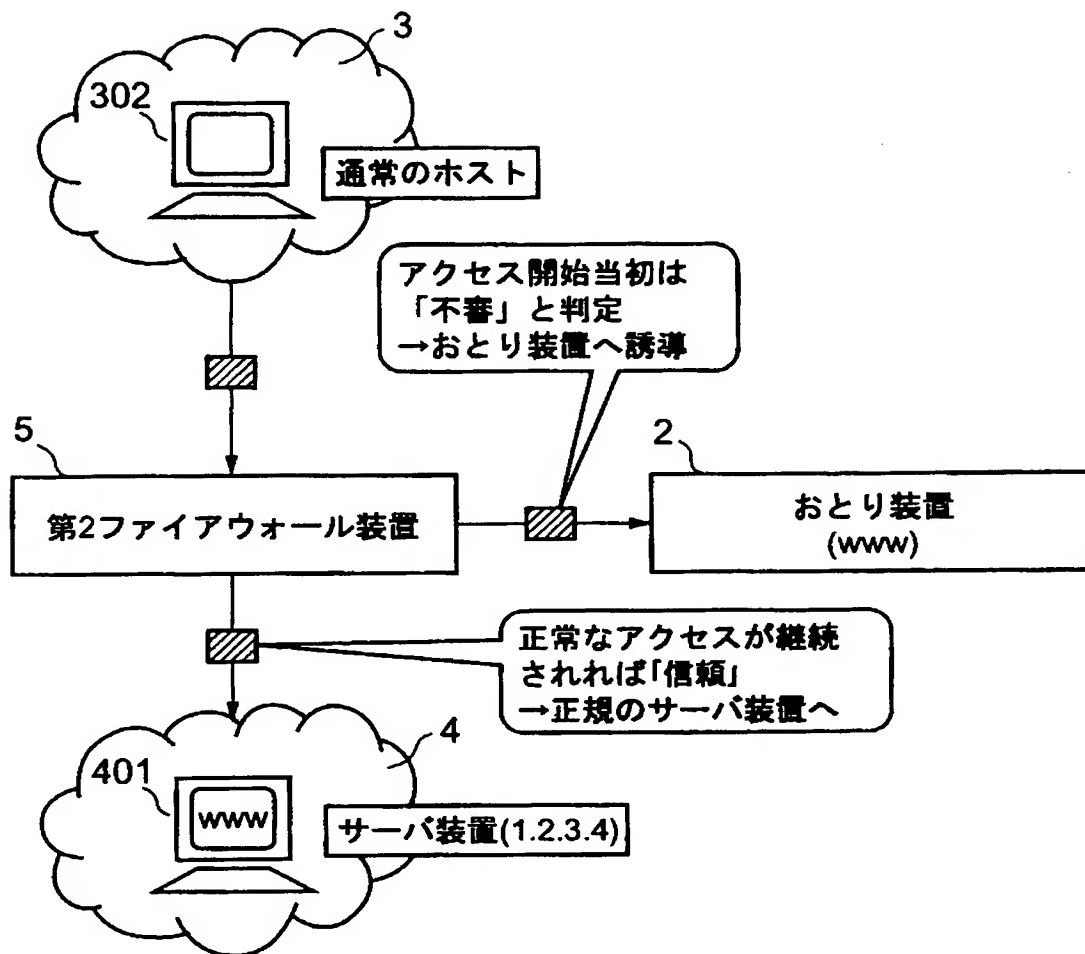 3
302
通常のホスト
アクセス開始当初は
「不審」と判定
→おとり装置へ誘導
5
2
第2ファイアウォール装置
おとり装置
(www)
正常なアクセスが継続
されれば「信頼」
→正規のサーバ装置へ
4
401
www
サーバ装置(1.2.3.4)